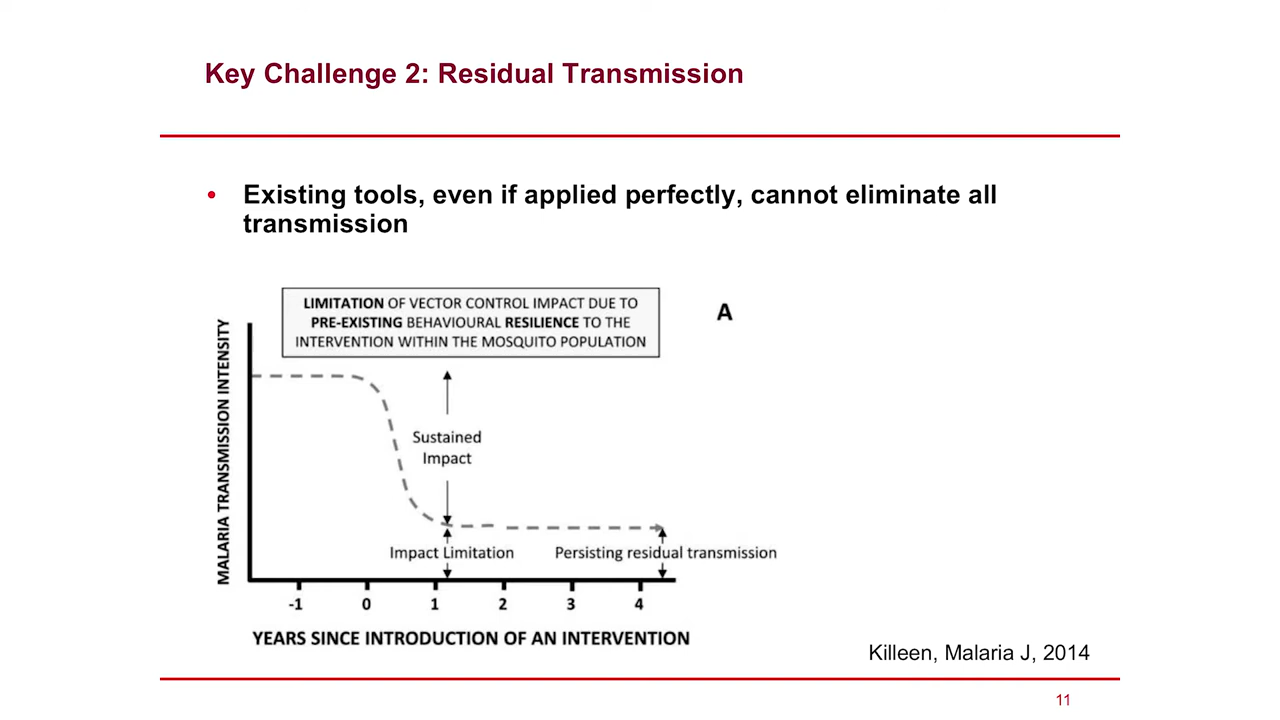 Key Challenge 2: Residual Transmission
• Existing tools, even if applied perfectly, cannot eliminate all
transmission
LIMITATION OF VECTOR CONTROL IMPACT DUE TO
PRE-EXISTING BEHAVIOURAL RESILIENCE TO THE
INTERVENTION WITHIN THE MOSQUITO POPULATION
A
MALARIA TRANSMISSION INTENSITY
Sustained
Impact
Impact Limitation
Persisting residual transmission
-1 0 1 2 3 4
YEARS SINCE INTRODUCTION OF AN INTERVENTION
Killeen, Malaria J, 2014
11